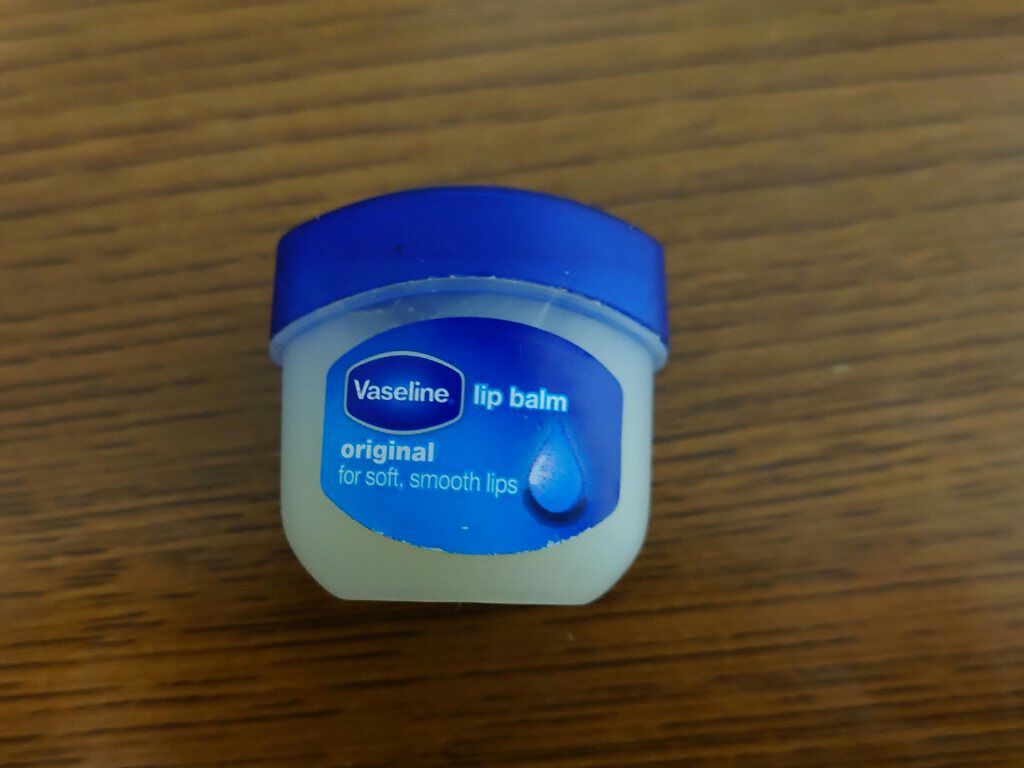 Vaseline lip balm
original
for soft, smooth lips